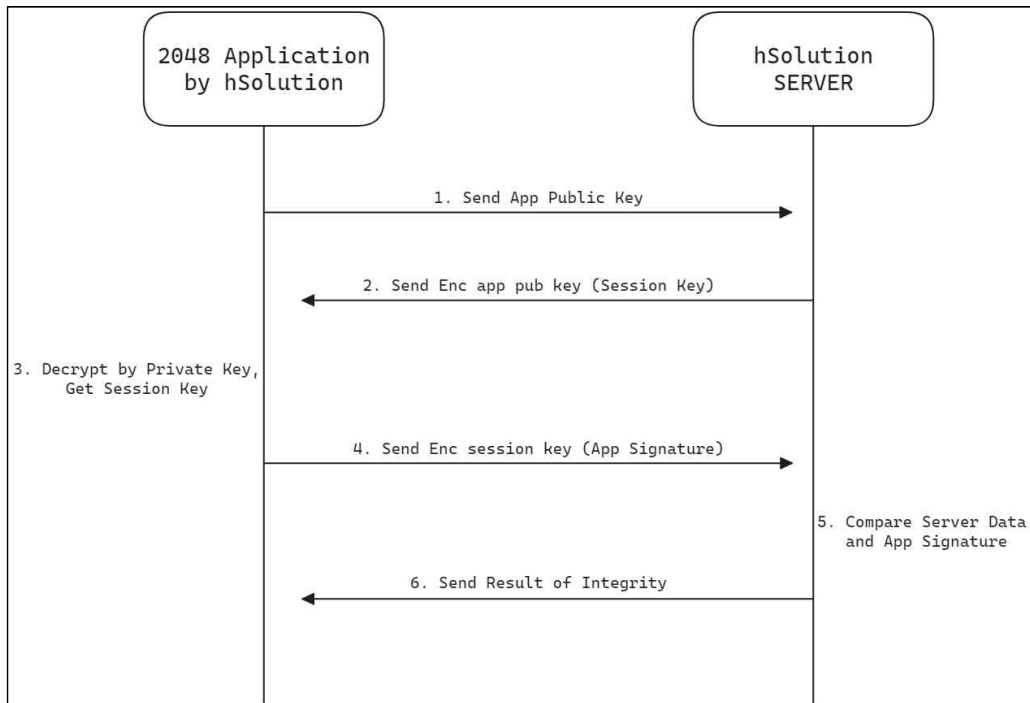 2048 Application
by hSolution
hSolution
SERVER
1. Send App Public Key
2. Send Enc app pub key (Session Key)
3. Decrypt by Private Key,
Get Session Key
4. Send Enc session key (App Signature)
5. Compare Server Data
and App Signature
6. Send Result of Integrity